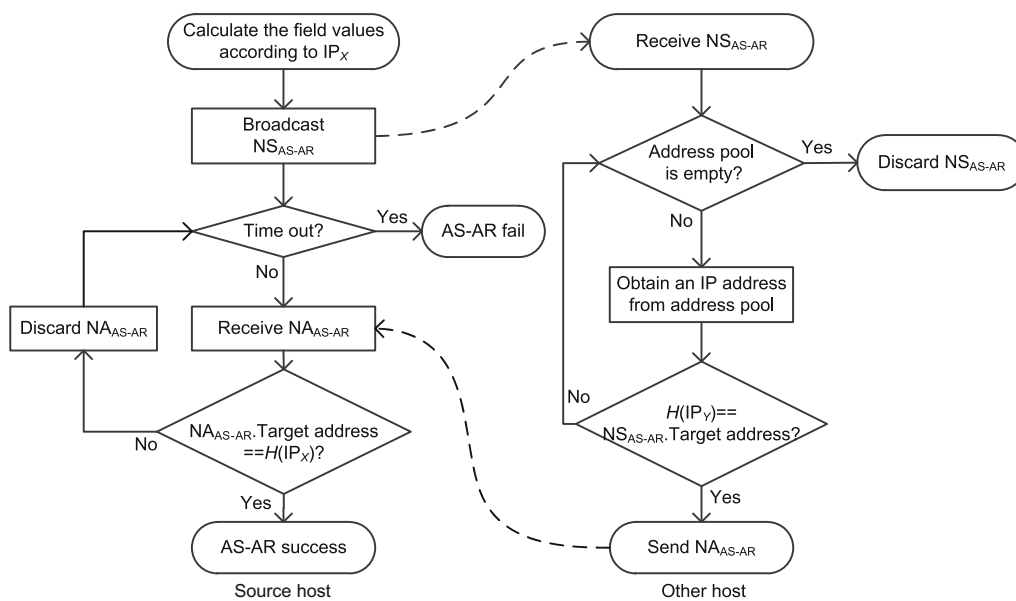 Calculate the field values
according to IPX
Broadcast
NSAS-AR
Time out?
Yes
AS-AR fail
No
Discard NAAS-AR
Receive NAAS-AR
NAAS-AR.Target address
==H(IPX)?
No
Yes
AS-AR success
Source host
Receive NSAS-AR
Address pool
is empty?
Yes
Discard NSAS-AR
No
Obtain an IP address
from address pool
No
H(IPY)==
NSAS-AR.Target address?
Yes
Send NAAS-AR
Other host